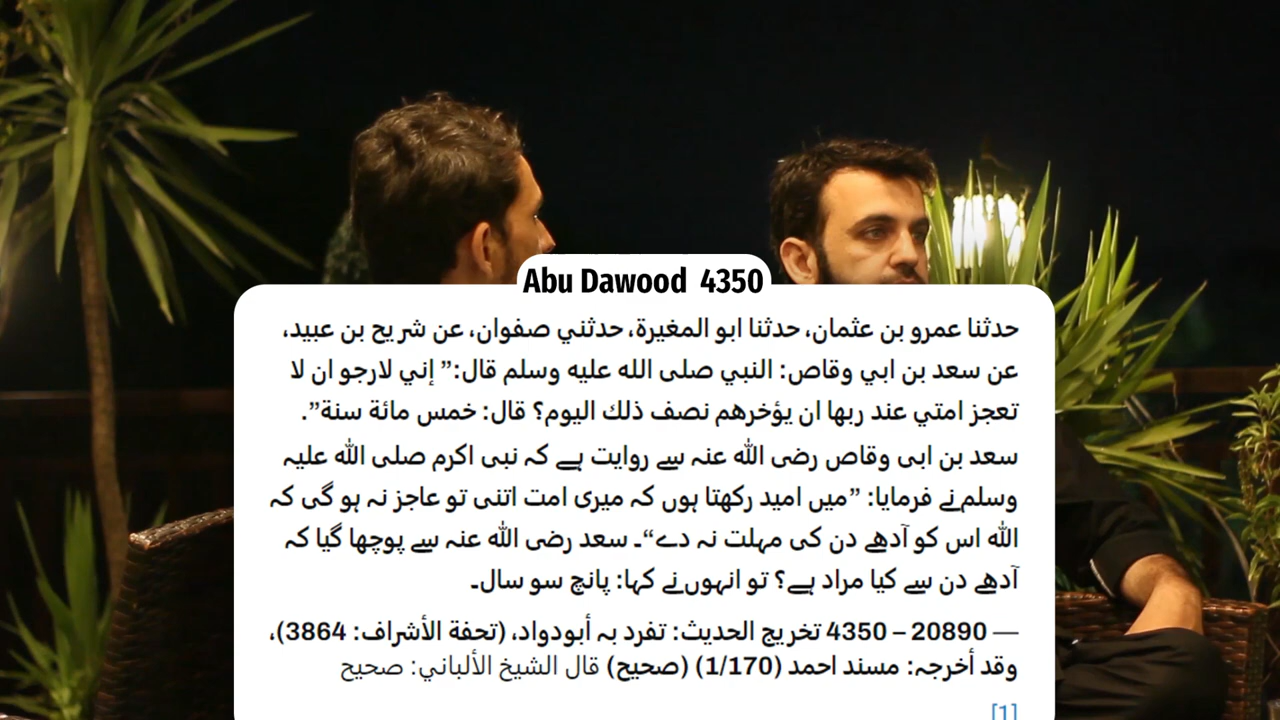 Abu Dawood 4350
حدثنا عمرو بن عثمان، حدثنا ابو المغيرة، حدثني صفوان، عن شريح بن عبيد،
عن سعد بن ابي وقاص: النبي صلى الله عليه وسلم قال:” إني لارجو ان لا
تعجز امتي عند ربها ان يؤخرهم نصف ذلك اليوم؟ قال: خمس مائة سنة”.
سعد بن ابی وقاص رضی اللہ عنہ سے روایت ہے کہ نبی اکرم صلی اللہ علیہ
وسلم نے فرمایا: ”میں امید رکھتا ہوں کہ میری امت اتنی تو عاجز نہ ہو گی کہ
اللہ اس کو آدھے دن کی مہلت نہ دے“۔ سعد رضی اللہ عنہ سے پوچھا گیا کہ
آدھے دن سے کیا مراد ہے؟ تو انہوں نے کہا: پانچ سو سال۔
— 20890 – 4350 تخریج الحدیث: تفرد بہ أبودواد، (تحفة الأشراف: 3864)،
وقد أخرجہ: مسند احمد (1/170) (صحیح) قال الشيخ الألباني: صحيح
[1]